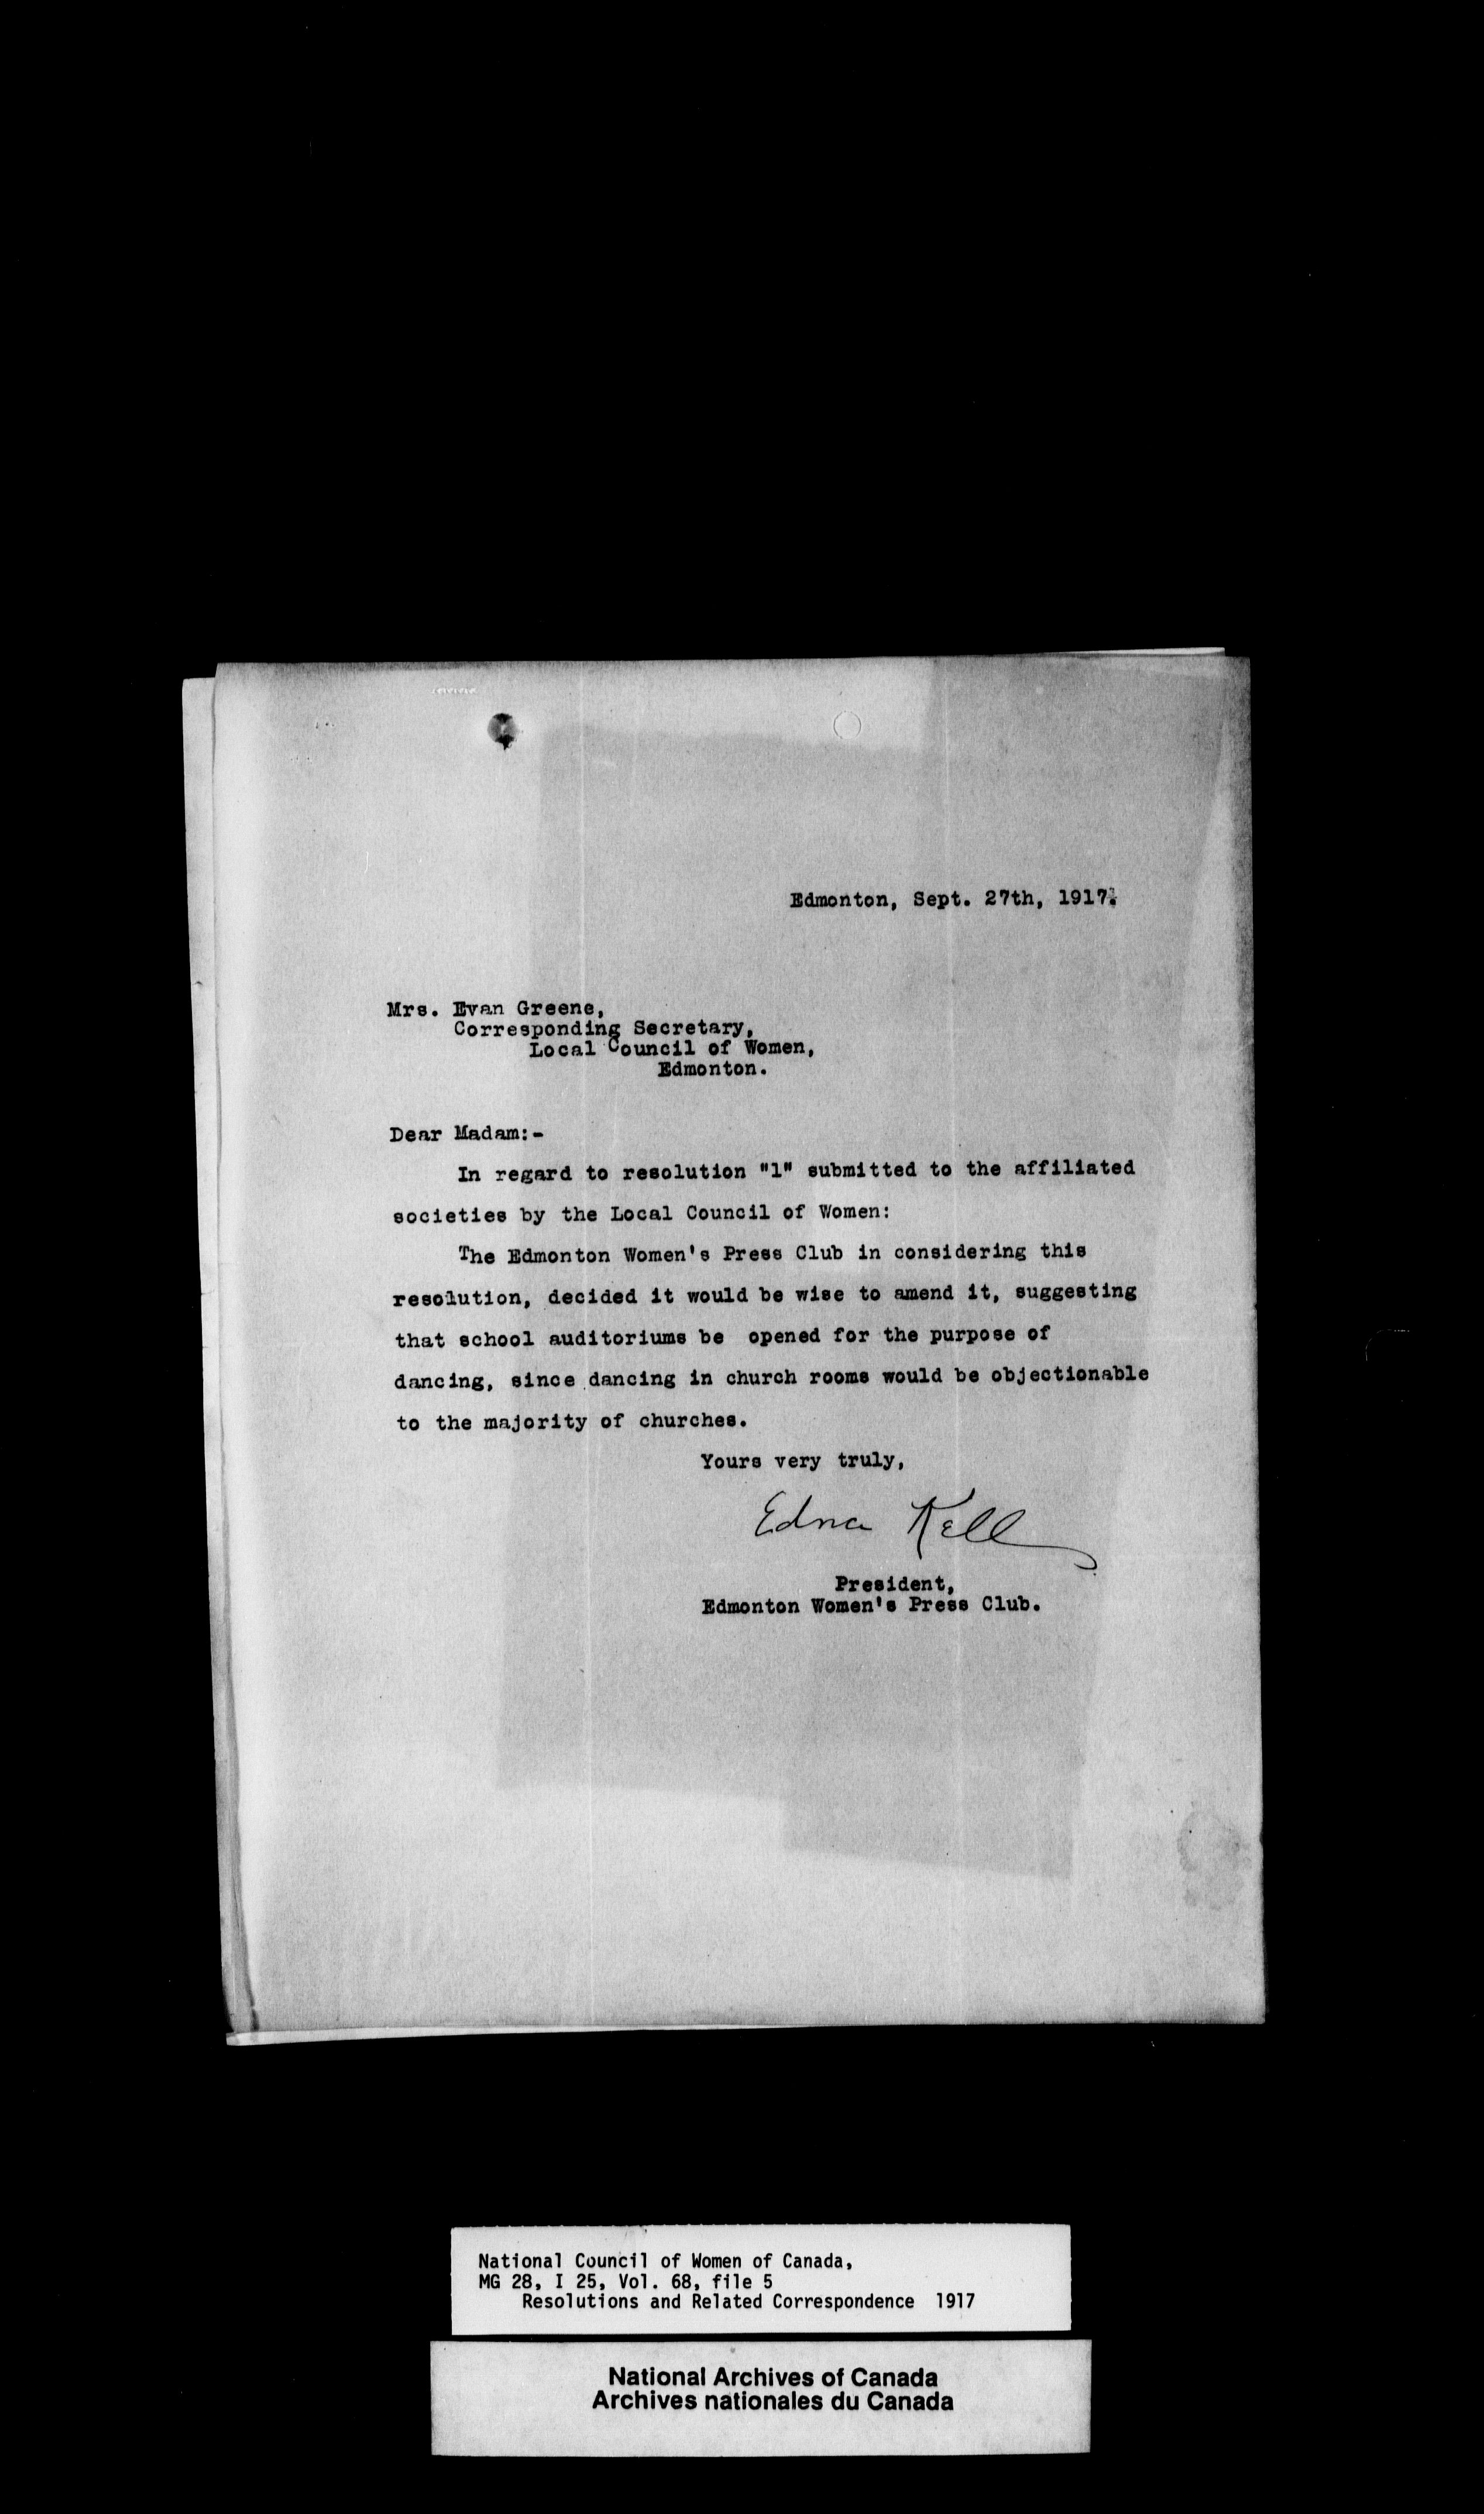 Edmonton, Sept. 27th, 1917.
Mrs. Evan Greene,
Corresponding Secretary,
Local Council of Women,
Edmonton.
Dear Madam:-
In regard to resolution "1" submitted to the affiliated
societies by the Local Council of Women:
The Edmonton Women's Press Club in considering this
resolution, decided it would be wise to amend it, suggesting
that school auditoriums be opened for the purpose of
dancing, since dancing in church rooms would be objectionable
to the majority of churches.
Yours very truly,
Edna Kell
President,
Edmonton Women's Press Club.
National Council of Women of Canada,
MG 28, I 25, Vol. 68, file 5
Resolutions and Related Correspondence 1917
National Archives of Canada
Archives nationales du Canada